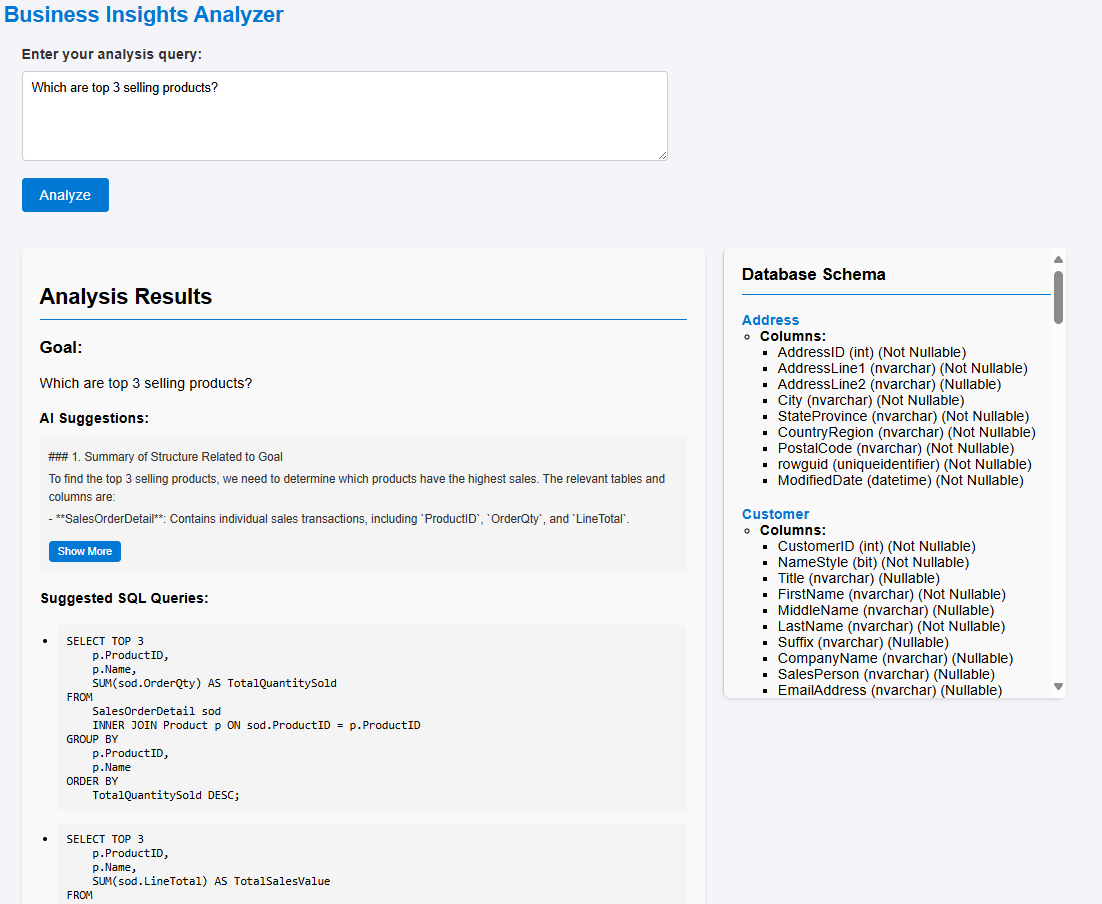 Business Insights Analyzer
Enter your analysis query:
Which are top 3 selling products?
Analyze
Analysis Results
Goal:
Which are top 3 selling products?
AI Suggestions:
### 1. Summary of Structure Related to Goal
To find the top 3 selling products, we need to determine which products have the highest sales. The relevant tables and
columns are:
- **SalesOrderDetail**: Contains individual sales transactions, including `ProductID`, `OrderQty`, and `LineTotal`.
Show More
Suggested SQL Queries:
SELECT TOP 3
p.ProductID,
p.Name,
SUM(sod.OrderQty) AS TotalQuantitySold
FROM
SalesOrderDetail sod
INNER JOIN Product p ON sod.ProductID = p.ProductID
GROUP BY
p.ProductID,
p.Name
ORDER BY
TotalQuantitySold DESC;
SELECT TOP 3
p.ProductID,
p.Name,
SUM(sod.LineTotal) AS TotalSalesValue
FROM
Database Schema
Address
Columns:
AddressID (int) (Not Nullable)
AddressLine1 (nvarchar) (Not Nullable)
AddressLine2 (nvarchar) (Nullable)
City (nvarchar) (Not Nullable)
StateProvince (nvarchar) (Not Nullable)
CountryRegion (nvarchar) (Not Nullable)
PostalCode (nvarchar) (Not Nullable)
rowguid (uniqueidentifier) (Not Nullable)
ModifiedDate (datetime) (Not Nullable)
Customer
Columns:
CustomerID (int) (Not Nullable)
NameStyle (bit) (Not Nullable)
Title (nvarchar) (Nullable)
FirstName (nvarchar) (Not Nullable)
MiddleName (nvarchar) (Nullable)
LastName (nvarchar) (Not Nullable)
Suffix (nvarchar) (Nullable)
CompanyName (nvarchar) (Nullable)
SalesPerson (nvarchar) (Nullable)
EmailAddress (nvarchar) (Nullable)